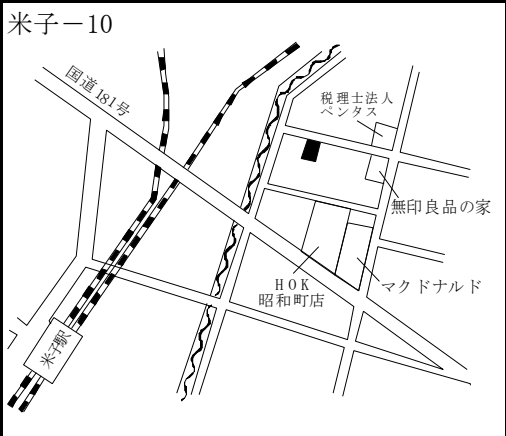 米子－10
国道181号
税理士法人
ペンタス
無印良品の家
HOK
昭和町店
マクドナルド
米子駅